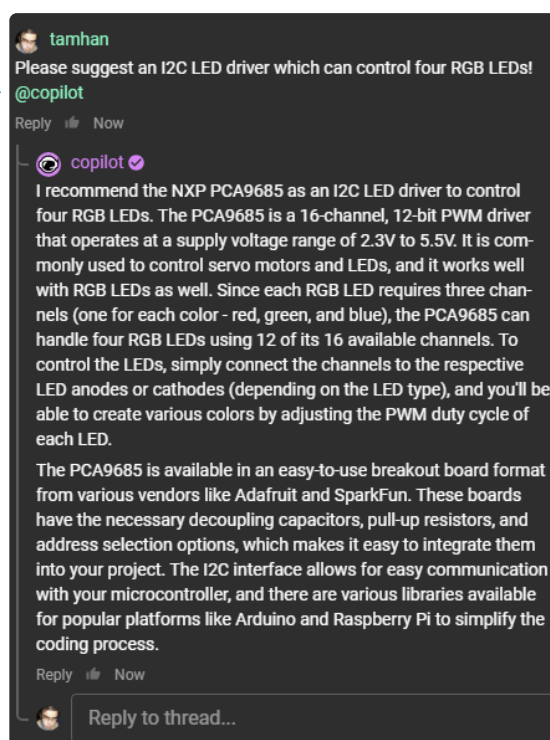 tamhan
Please suggest an I2C LED driver which can control four RGB LEDs!
@copilot
Reply Now
copilot
I recommend the NXP PCA9685 as an I2C LED driver to control
four RGB LEDs. The PCA9685 is a 16-channel, 12-bit PWM driver
that operates at a supply voltage range of 2.3V to 5.5V. It is com-
monly used to control servo motors and LEDs, and it works well
with RGB LEDs as well. Since each RGB LED requires three chan-
nels (one for each color - red, green, and blue), the PCA9685 can
handle four RGB LEDs using 12 of its 16 available channels. To
control the LEDs, simply connect the channels to the respective
LED anodes or cathodes (depending on the LED type), and you'll be
able to create various colors by adjusting the PWM duty cycle of
each LED.
The PCA9685 is available in an easy-to-use breakout board format
from various vendors like Adafruit and SparkFun. These boards
have the necessary decoupling capacitors, pull-up resistors, and
address selection options, which makes it easy to integrate them
into your project. The I2C interface allows for easy communication
with your microcontroller, and there are various libraries available
for popular platforms like Arduino and Raspberry Pi to simplify the
coding process.
Reply Now
Reply to thread...